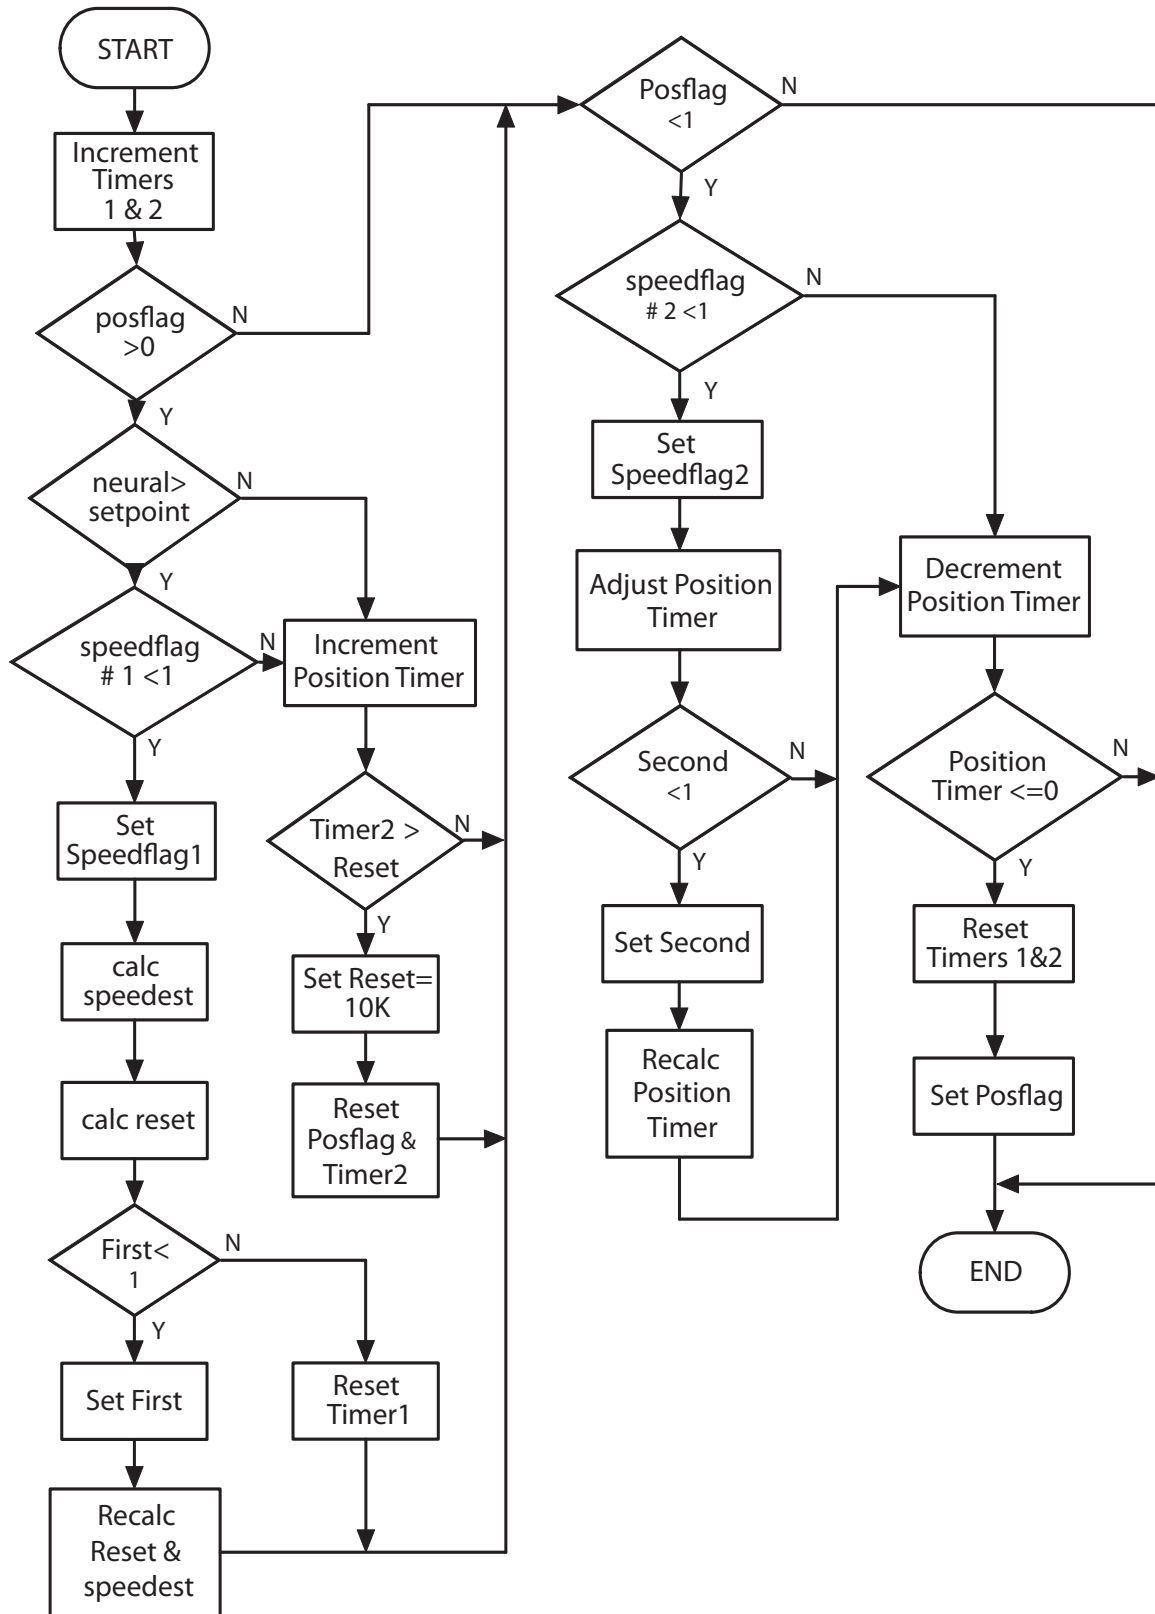 START
Increment
Timers
1 & 2
posflag
>0
N
Y
neural>
setpoint
N
Y
speedflag
# 1 <1
N
Y
Increment
Position Timer
Set
Speedflag1
Timer2 >
Reset
N
Y
calc
speedest
Set Reset=
10K
calc reset
Reset
Posflag &
Timer2
First<
1
N
Y
Set First
Reset
Timer1
Recalc
Reset &
speedest
Posflag
<1
N
Y
speedflag
# 2 <1
N
Y
Set
Speedflag2
Adjust Position
Timer
Second
<1
N
Y
Set Second
Recalc
Position
Timer
Decrement
Position Timer
Position
Timer <=0
N
Y
Reset
Timers 1&2
Set Posflag
END